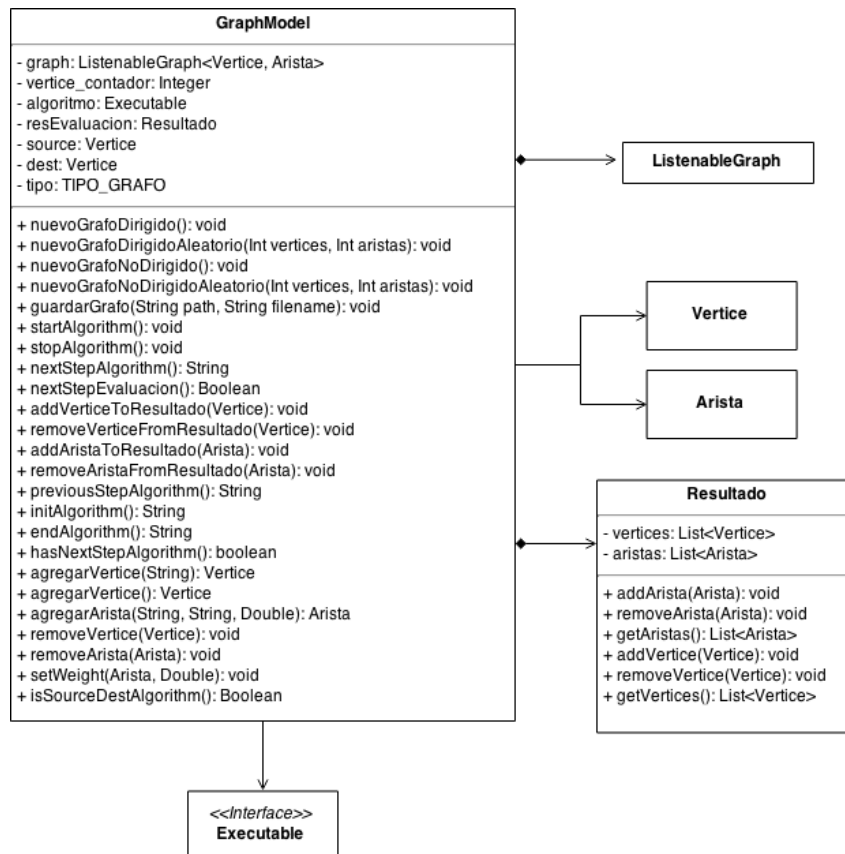 GraphModel
- graph: ListenableGraph<Vertice, Arista>
- vertice_contador: Integer
- algoritmo: Executable
- resEvaluacion: Resultado
- source: Vertice
- dest: Vertice
- tipo: TIPO_GRAFO
+ nuevoGrafoDirigido(): void
+ nuevoGrafoDirigidoAleatorio(Int vertices, Int aristas): void
+ nuevoGrafoNoDirigido(): void
+ nuevoGrafoNoDirigidoAleatorio(Int vertices, Int aristas): void
+ guardarGrafo(String path, String filename): void
+ startAlgorithm(): void
+ stopAlgorithm(): void
+ nextStepAlgorithm(): String
+ nextStepEvaluacion(): Boolean
+ addVerticeToResultado(Vertice): void
+ removeVerticeFromResultado(Vertice): void
+ addAristaToResultado(Arista): void
+ removeAristaFromResultado(Arista): void
+ previousStepAlgorithm(): String
+ initAlgorithm(): String
+ endAlgorithm(): String
+ hasNextStepAlgorithm(): boolean
+ agregarVertice(String): Vertice
+ agregarVertice(): Vertice
+ agregarArista(String, String, Double): Arista
+ removeVertice(Vertice): void
+ removeArista(Arista): void
+ setWeight(Arista, Double): void
+ isSourceDestAlgorithm(): Boolean
ListenableGraph
Vertice
Arista
Resultado
- vertices: List<Vertice>
- aristas: List<Arista>
+ addArista(Arista): void
+ removeArista(Arista): void
+ getAristas(): List<Arista>
+ addVertice(Vertice): void
+ removeVertice(Vertice): void
+ getVertices(): List<Vertice>
<<Interface>>
Executable